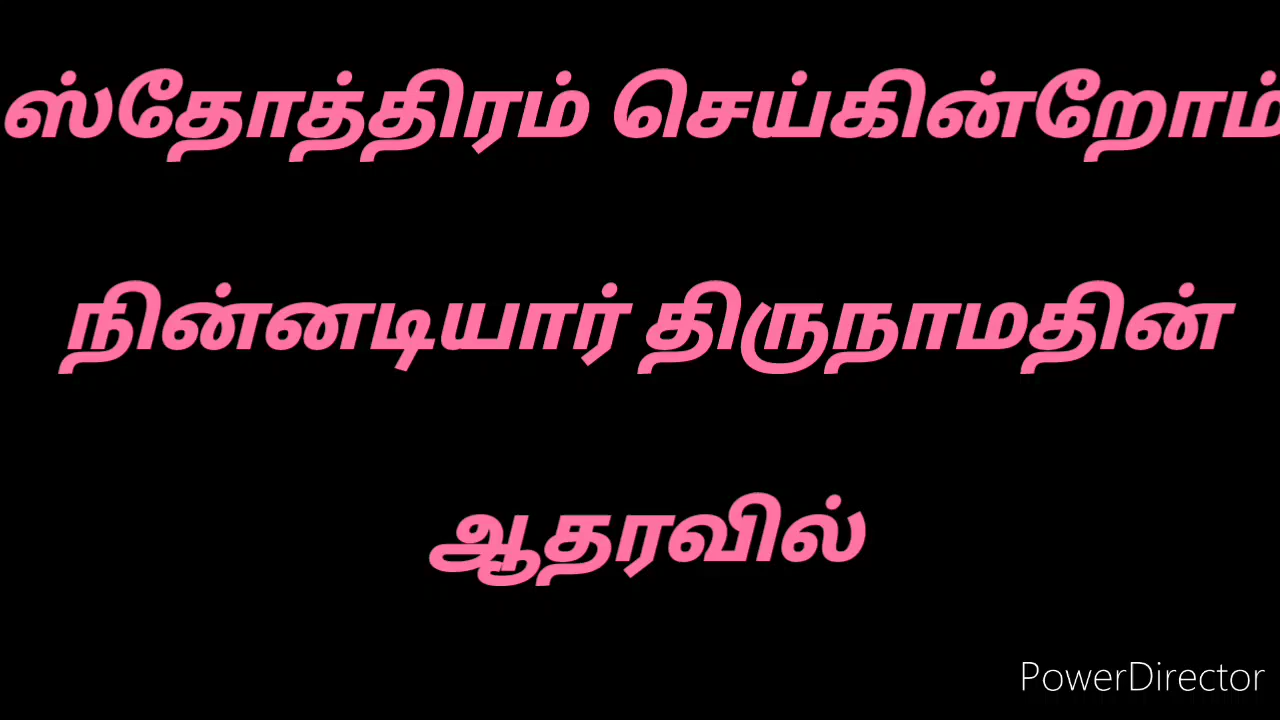 ஸ்தோத்திரம் செய்கின்றோம்
நின்னடியார் திருநாமதின்
ஆதரவில்
PowerDirector